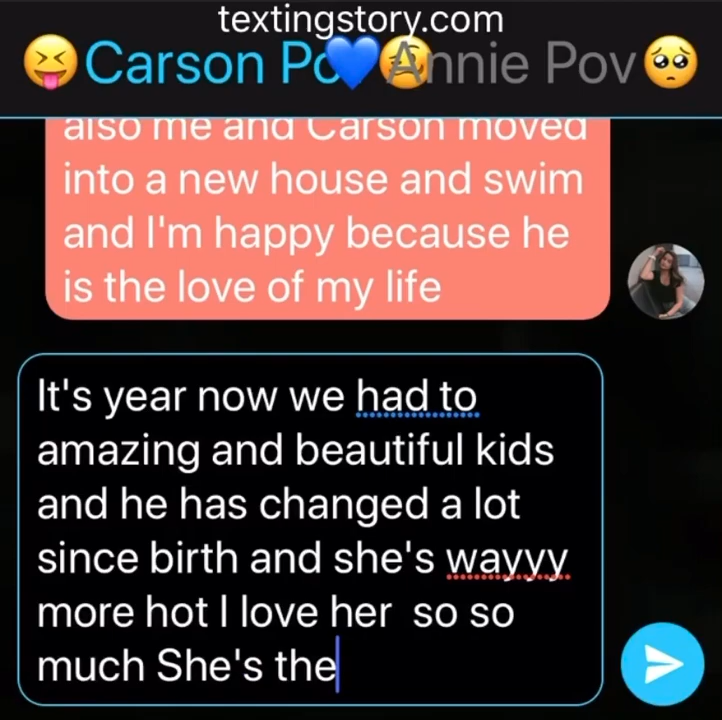 textingstory.com
Carson Po Annie Pov
also me and Carson moved
into a new house and swim
and I'm happy because he
is the love of my life
It's year now we had to
amazing and beautiful kids
and he has changed a lot
since birth and she's wayyy
more hot I love her so so
much She's the